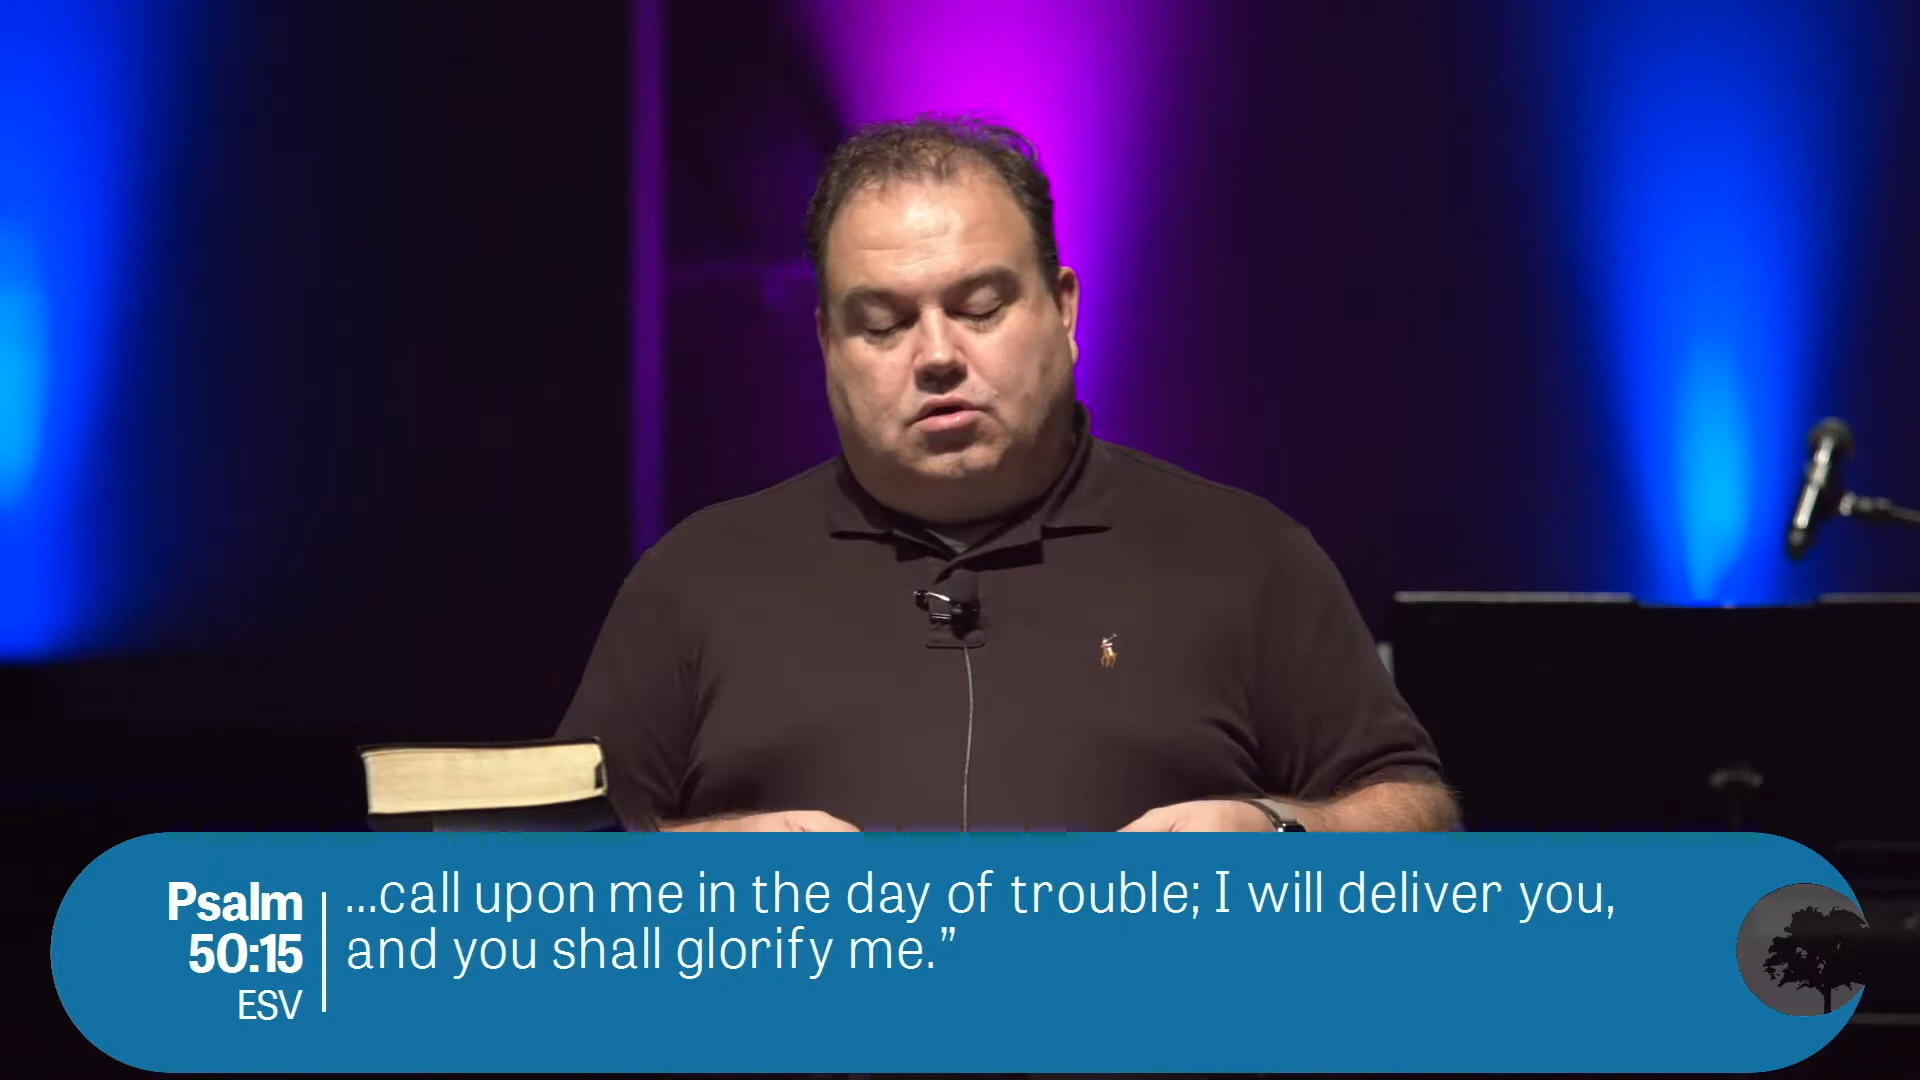 Psalm
50:15
ESV
...call upon me in the day of trouble; I will deliver you,
and you shall glorify me.”